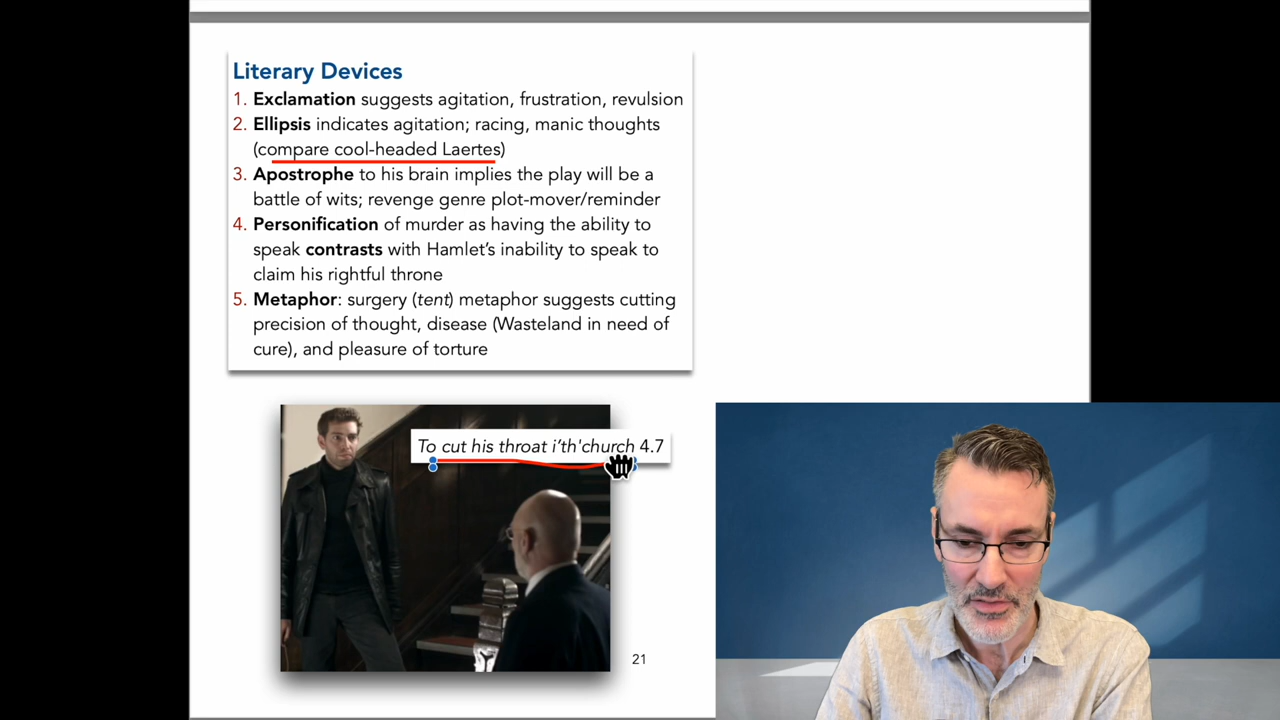 Literary Devices
1. Exclamation suggests agitation, frustration, revulsion
2. Ellipsis indicates agitation; racing, manic thoughts
(compare cool-headed Laertes)
3. Apostrophe to his brain implies the play will be a
battle of wits; revenge genre plot-mover/reminder
4. Personification of murder as having the ability to
speak contrasts with Hamlet’s inability to speak to
claim his rightful throne
5. Metaphor: surgery (tent) metaphor suggests cutting
precision of thought, disease (Wasteland in need of
cure), and pleasure of torture
To cut his throat i’th'church 4.7
21